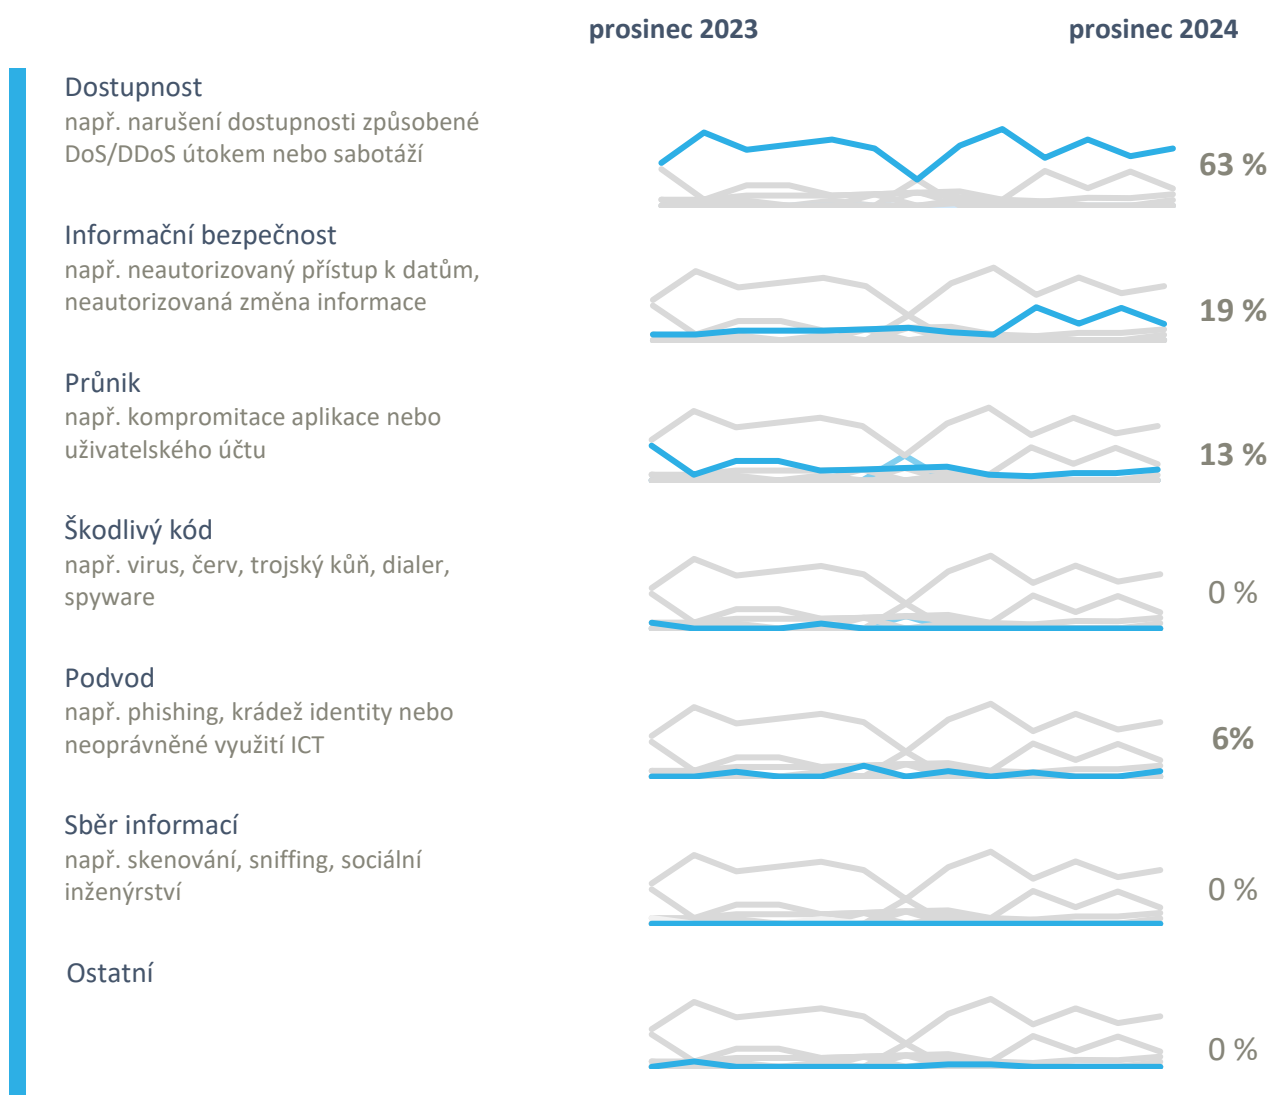 prosinec 2023 prosinec 2024
Dostupnost
např. narušení dostupnosti způsobené
DoS/DDoS útokem nebo sabotáží
63 %
Informační bezpečnost
např. neautorizovaný přístup k datům,
neautorizovaná změna informace
19 %
Průnik
např. kompromitace aplikace nebo
uživatelského účtu
13 %
Škodlivý kód
např. virus, červ, trojský kůň, dialer,
spyware
0 %
Podvod
např. phishing, krádež identity nebo
neoprávněné využití ICT
6%
Sběr informací
např. skenování, sniffing, sociální
inženýrství
0 %
Ostatní
0 %